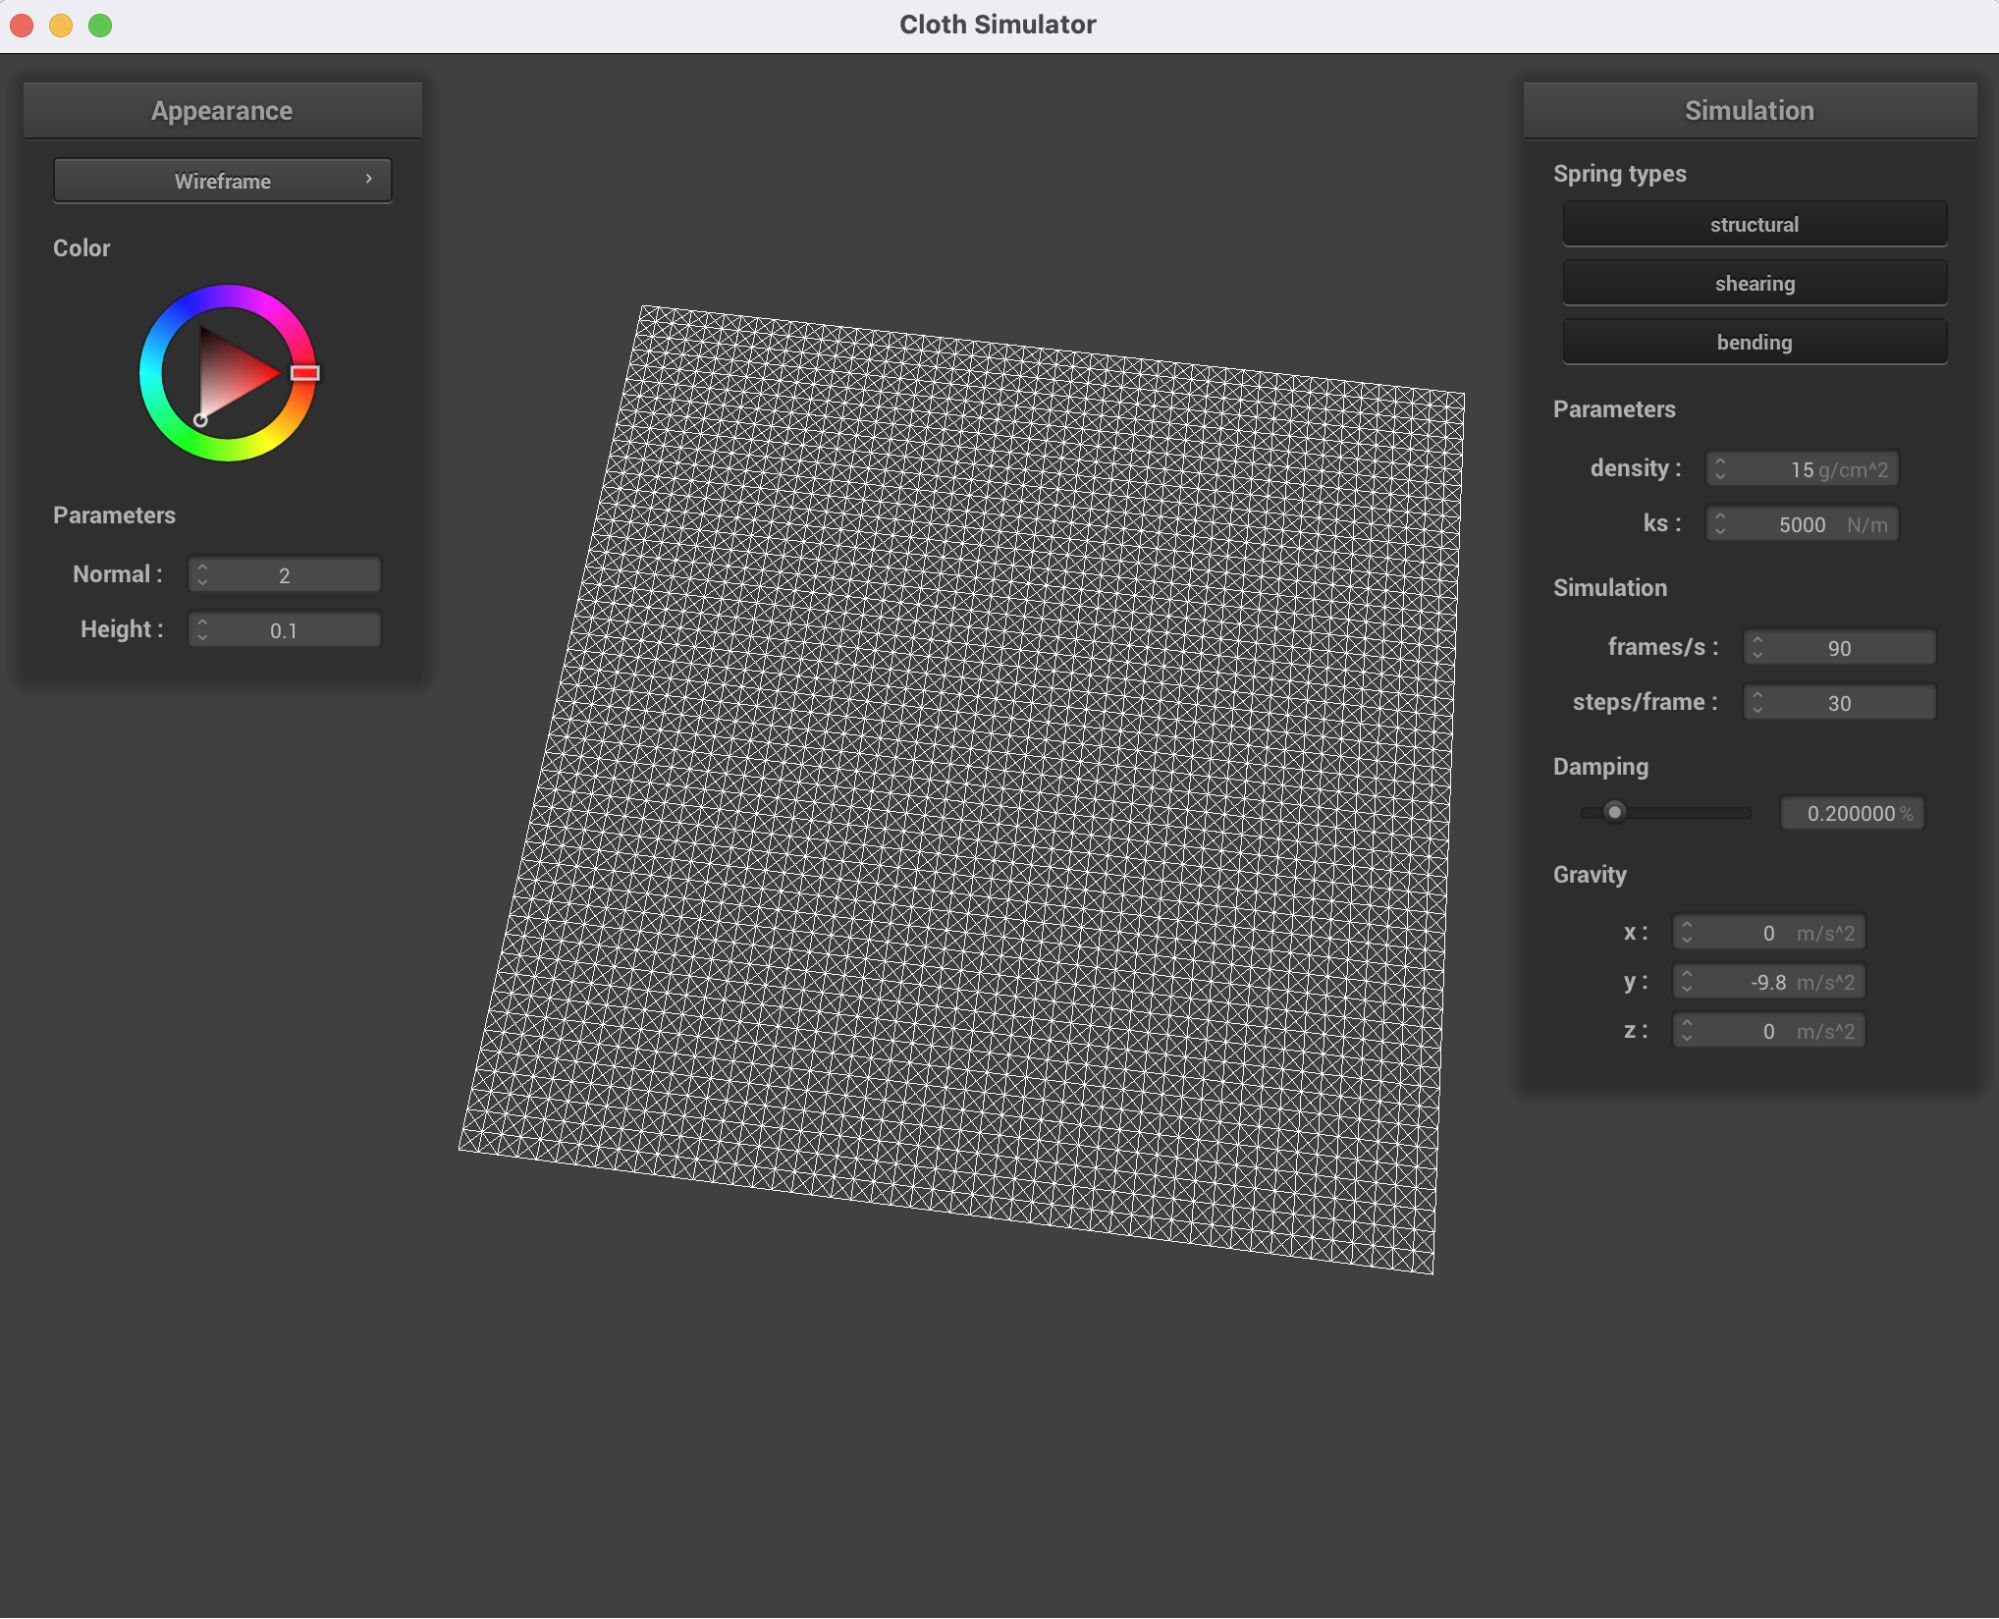 Cloth Simulator
Appearance
Wireframe
Color
Parameters
Normal : 2
Height : 0.1
Simulation
Spring types
structural
shearing
bending
Parameters
density : 15 g/cm^2
ks : 5000 N/m
Simulation
frames/s : 90
steps/frame : 30
Damping
0.200000 %
Gravity
x : 0 m/s^2
y : -9.8 m/s^2
z : 0 m/s^2